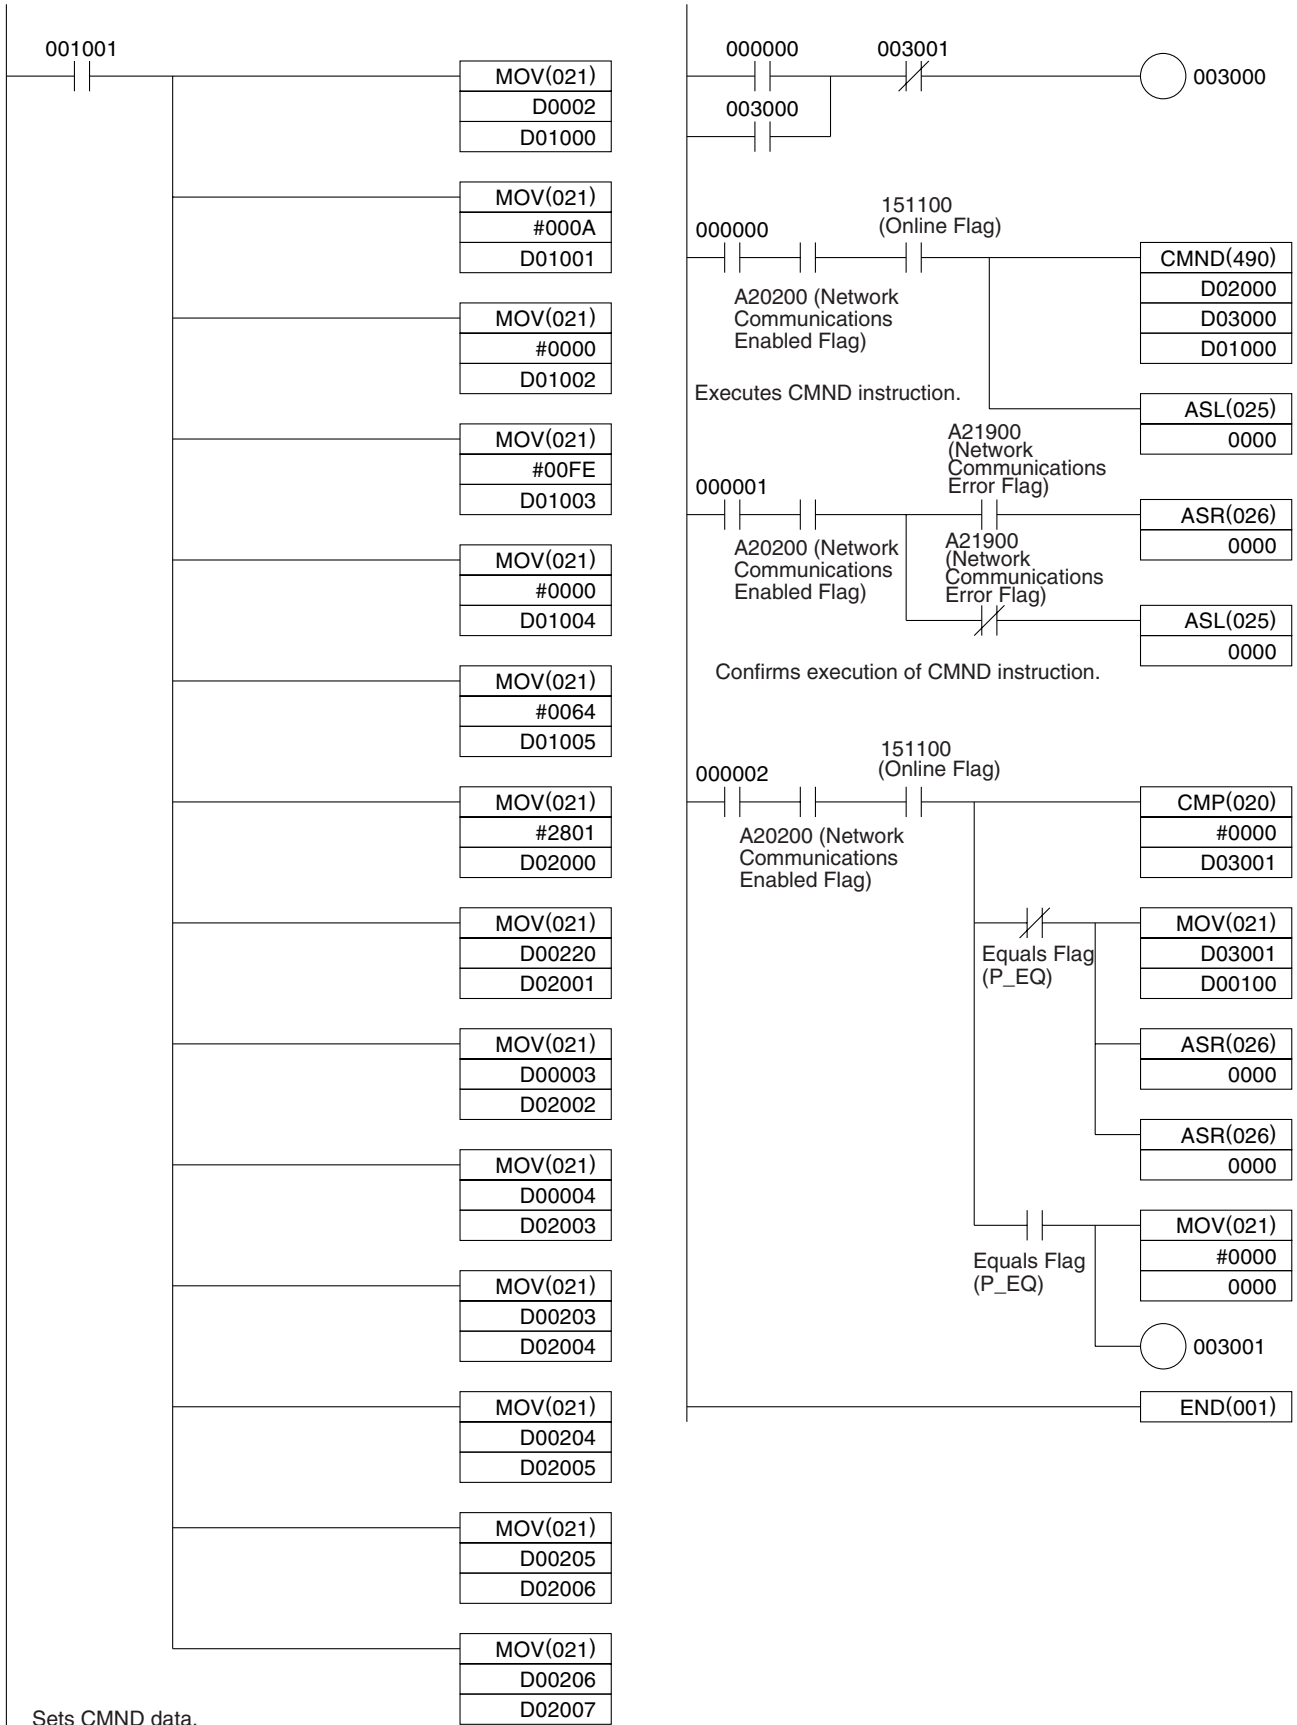 001001
MOV(021)
D0002
D01000
MOV(021)
#000A
D01001
MOV(021)
#0000
D01002
MOV(021)
#00FE
D01003
MOV(021)
#0000
D01004
MOV(021)
#0064
D01005
MOV(021)
#2801
D02000
MOV(021)
D00220
D02001
MOV(021)
D00003
D02002
MOV(021)
D00004
D02003
MOV(021)
D00203
D02004
MOV(021)
D00204
D02005
MOV(021)
D00205
D02006
MOV(021)
D00206
D02007
Sets CMND data.
000000
003001
003000
003000
000000
151100
(Online Flag)
A20200 (Network
Communications
Enabled Flag)
CMND(490)
D02000
D03000
D01000
Executes CMND instruction.
ASL(025)
0000
000001
A20200 (Network
Communications
Enabled Flag)
A21900
(Network
Communications
Error Flag)
ASR(026)
0000
A21900
(Network
Communications
Error Flag)
ASL(025)
0000
Confirms execution of CMND instruction.
000002
151100
(Online Flag)
A20200 (Network
Communications
Enabled Flag)
CMP(020)
#0000
D03001
Equals Flag
(P_EQ)
MOV(021)
D03001
D00100
ASR(026)
0000
ASR(026)
0000
Equals Flag
(P_EQ)
MOV(021)
#0000
0000
003001
END(001)